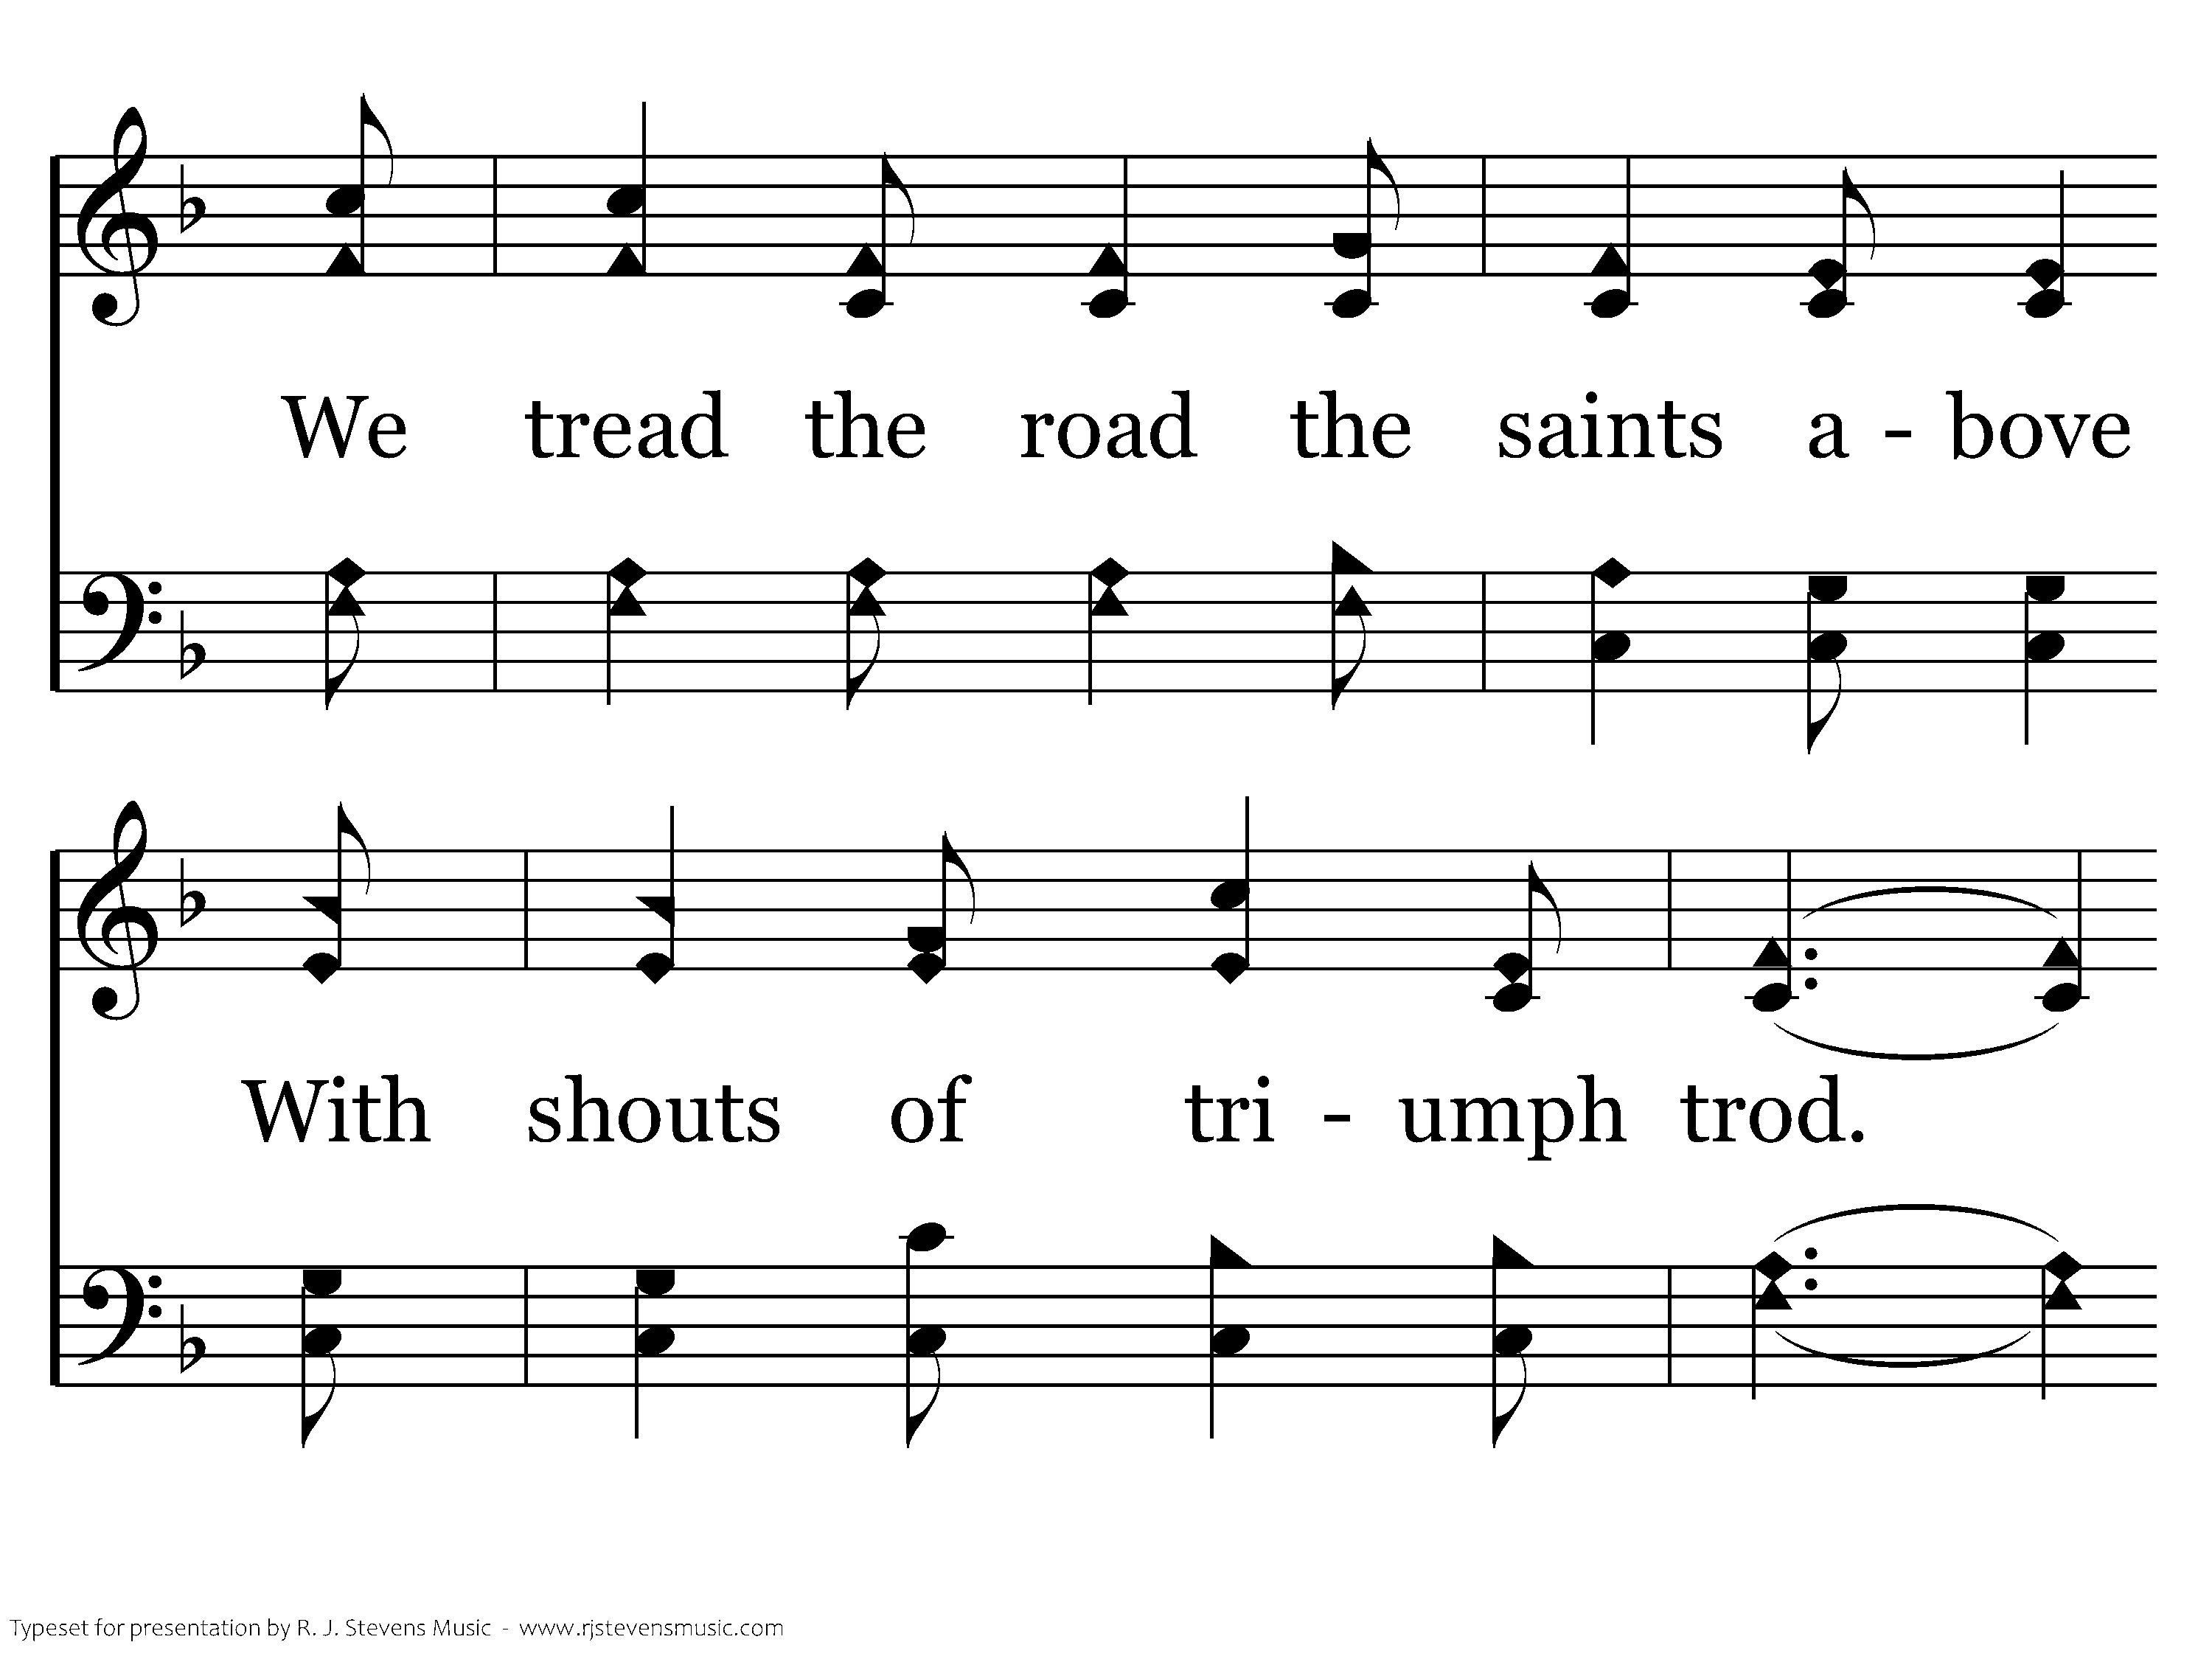 We tread the road the saints a - bove
With shouts of tri - umph trod.
Typeset for presentation by R. J. Stevens Music - www.rjstevensmusic.com